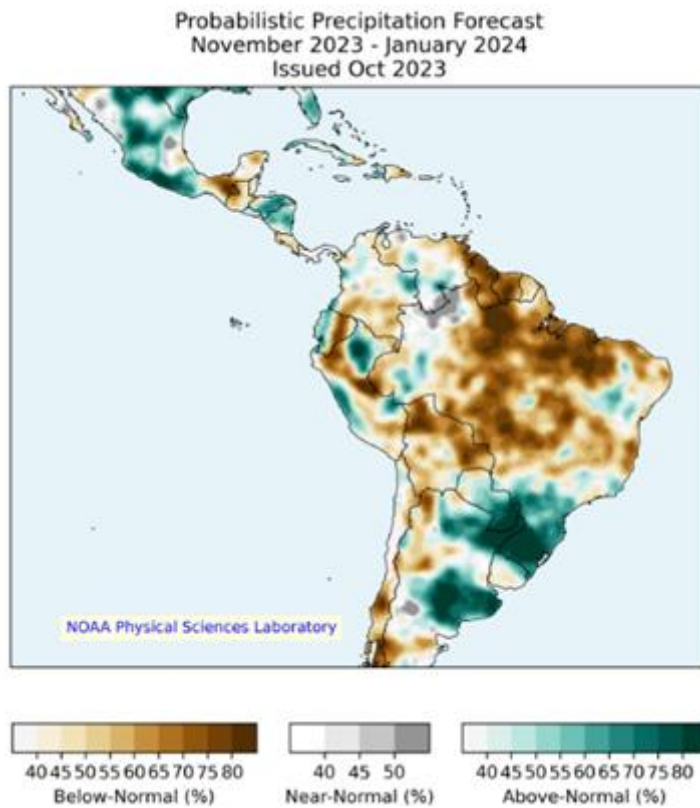 Probabilistic Precipitation Forecast
November 2023 - January 2024
Issued Oct 2023
NOAA Physical Sciences Laboratory
40 45 50 55 60 65 70 75 80
Below-Normal (%)
40 45 50
Near-Normal (%)
40 45 50 55 60 65 70 75 80
Above-Normal (%)